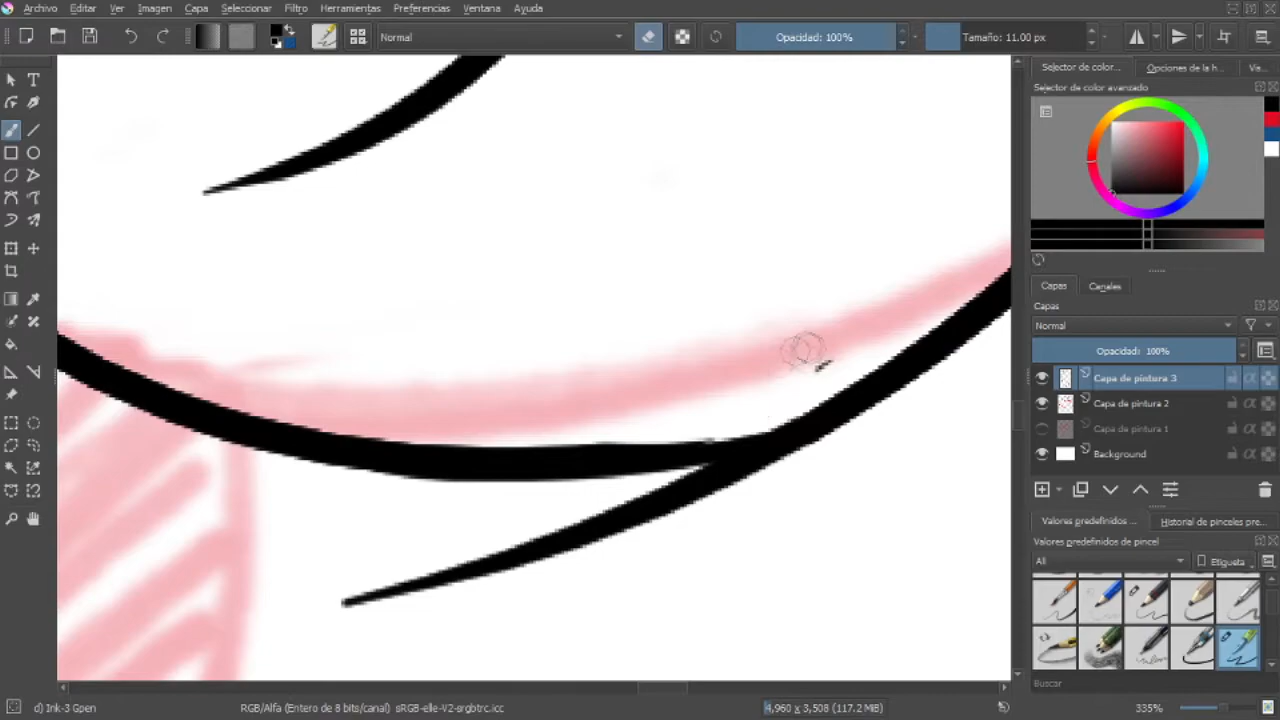 Archivo Editar Ver Imagen Capa Seleccionar Filtro Herramientas Preferencias Ventana Ayuda
Normal Opacidad: 100% Tamaño: 11.00 px
Selector de color... Opciones de la h... Va...
Selector de color avanzado
Capas Canales
Capas
Normal
Opacidad: 100%
Capa de pintura 3
Capa de pintura 2
Capa de pintura 1
Background
Valores predefinidos ... Historial de pinceles pre...
Valores predefinidos de pincel
All Etiqueta
Buscar
d) Ink-3 Gpen RGB/Alfa (Entero de 8 bits/canal) sRGB-elle-V2-srgbtrc.icc 4,960 x 3,508 (117.2 MiB) 335%